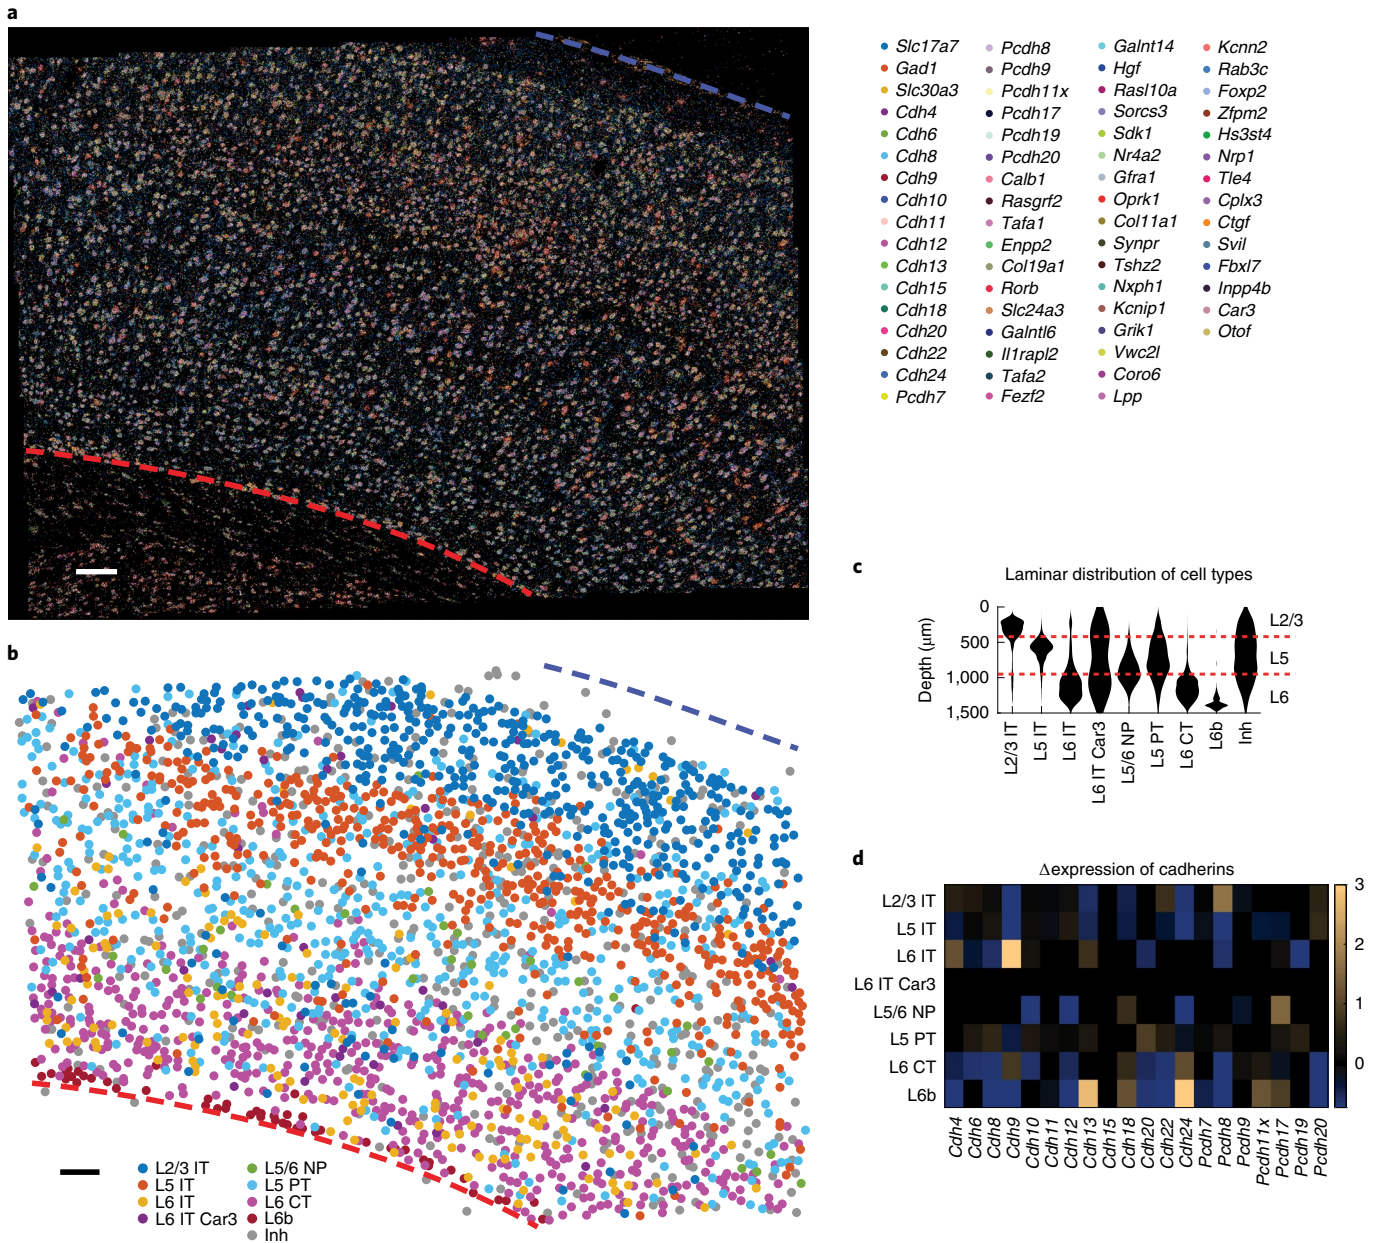 a
Slc17a7
Gad1
Slc30a3
Cdh4
Cdh6
Cdh8
Cdh9
Cdh10
Cdh11
Cdh12
Cdh13
Cdh15
Cdh18
Cdh20
Cdh22
Cdh24
Pcdh7
Pcdh8
Pcdh9
Pcdh11x
Pcdh17
Pcdh19
Pcdh20
Calb1
Rasgrf2
Tafa1
Enpp2
Col19a1
Rorb
Slc24a3
Galntl6
Il1rapl2
Tafa2
Fezf2
Galnt14
Hgf
Rasl10a
Sorcs3
Sdk1
Nr4a2
Gfra1
Oprk1
Col11a1
Synpr
Tshz2
Nxph1
Kcnip1
Grik1
Vwc2l
Coro6
Lpp
Kcnn2
Rab3c
Foxp2
Zfpm2
Hs3st4
Nrp1
Tle4
Cplx3
Ctgf
Svil
Fbxl7
Inpp4b
Car3
Otof
b
L2/3 IT
L5 IT
L6 IT
L6 IT Car3
L5/6 NP
L5 PT
L6 CT
L6b
Inh
c
Laminar distribution of cell types
Depth (μm)
0
500
1,000
1,500
L2/3
L5
L6
L2/3 IT
L5 IT
L6 IT
L6 IT Car3
L5/6 NP
L5 PT
L6 CT
L6b
Inh
d
Δexpression of cadherins
L2/3 IT
L5 IT
L6 IT
L6 IT Car3
L5/6 NP
L5 PT
L6 CT
L6b
Cdh4
Cdh6
Cdh8
Cdh9
Cdh10
Cdh11
Cdh12
Cdh13
Cdh15
Cdh18
Cdh20
Cdh22
Cdh24
Pcdh7
Pcdh8
Pcdh9
Pcdh11x
Pcdh17
Pcdh19
Pcdh20
3
2
1
0